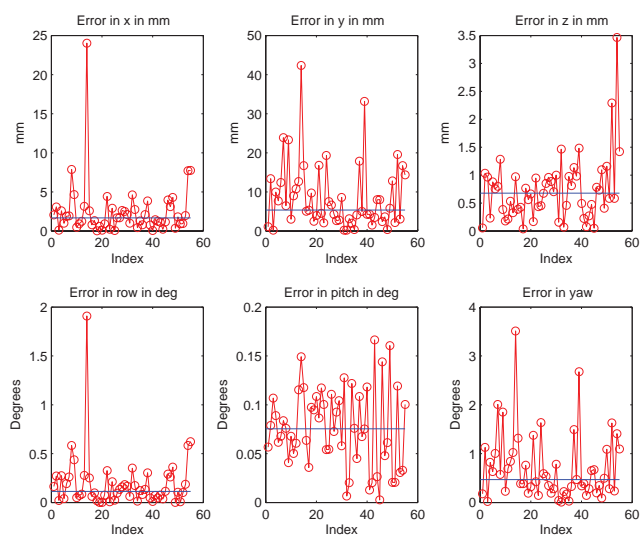 Error in x in mm
Error in y in mm
Error in z in mm
25
20
15
10
5
0
mm
0 20 40 60
Index
50
40
30
20
10
0
mm
0 20 40 60
Index
3.5
3
2.5
2
1.5
1
0.5
0
mm
0 20 40 60
Index
Error in row in deg
Error in pitch in deg
Error in yaw
2
1.5
1
0.5
0
Degrees
0 20 40 60
Index
0.2
0.15
0.1
0.05
0
Degrees
0 20 40 60
Index
4
3
2
1
0
Degrees
0 20 40 60
Index